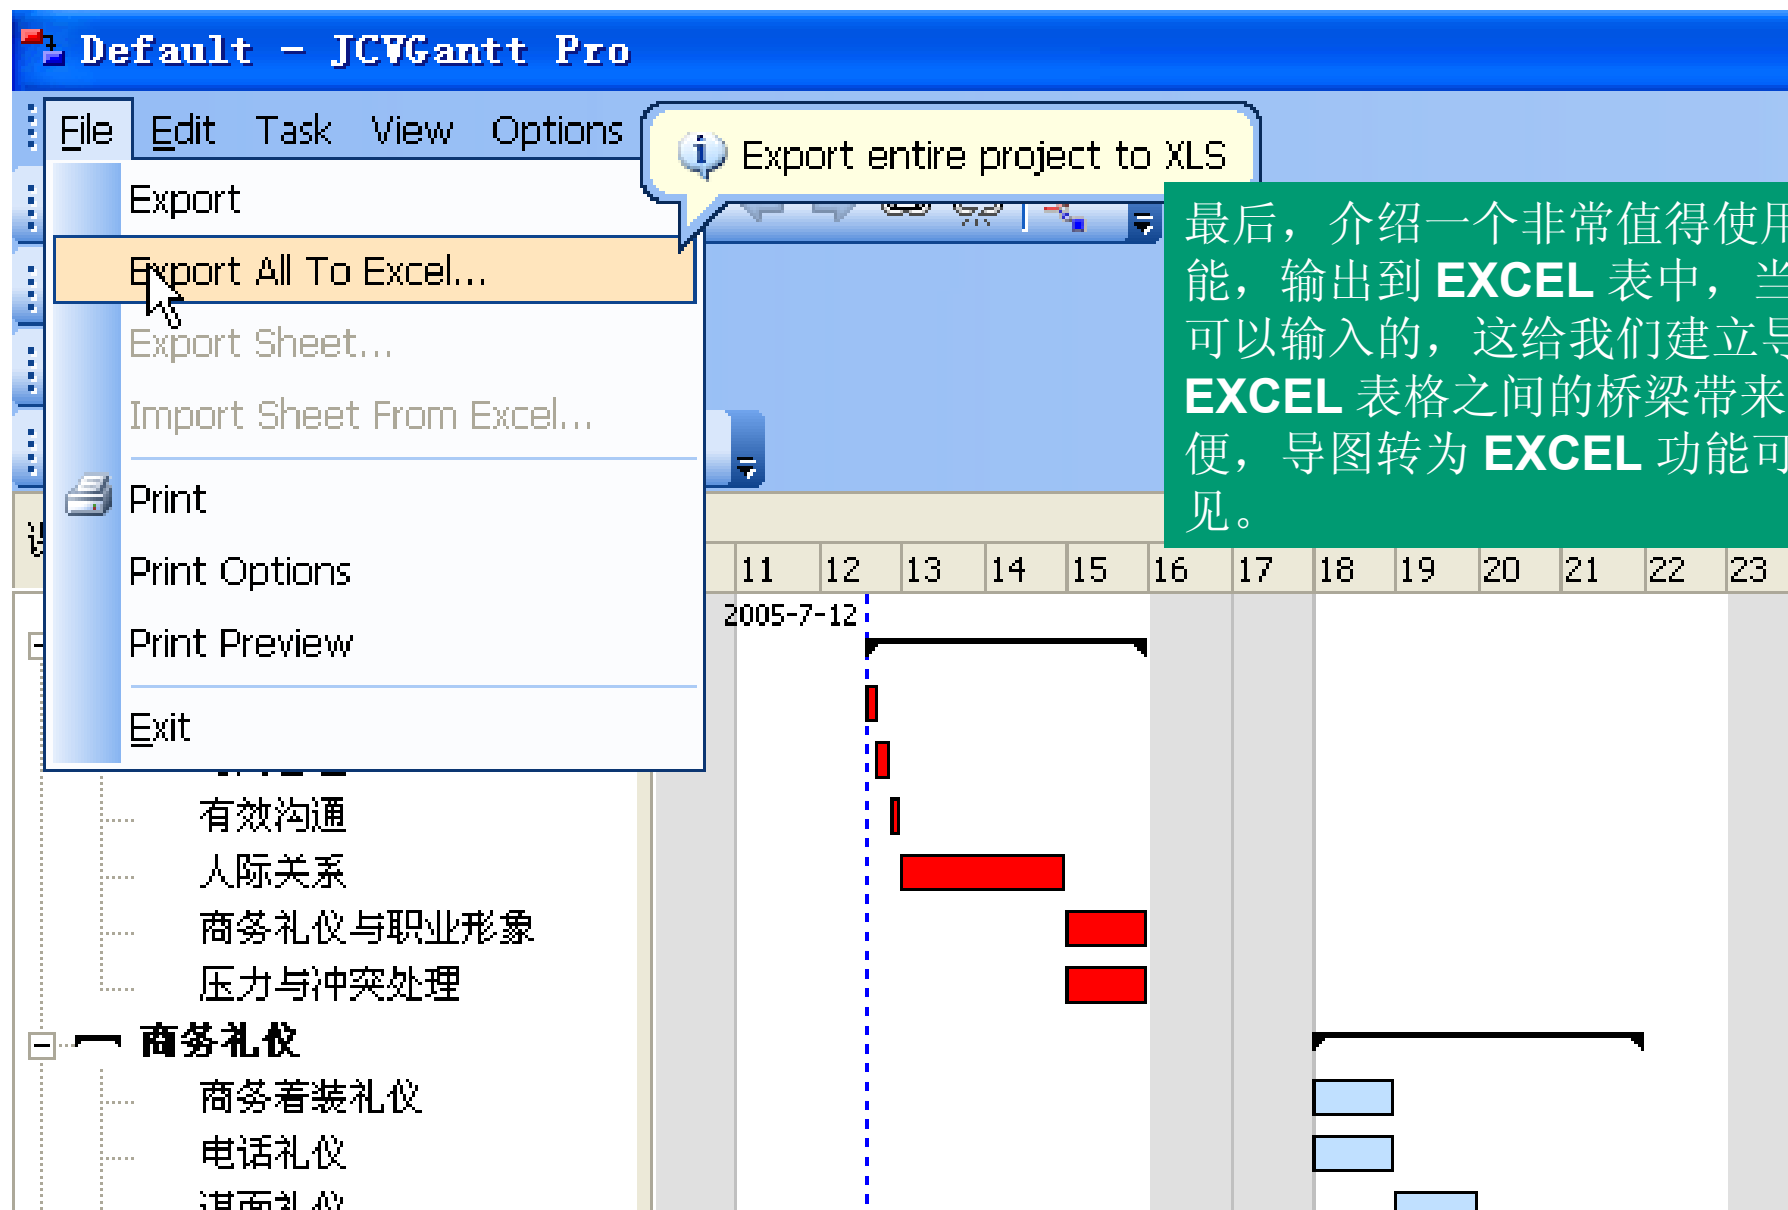 Default - JCVGantt Pro
File Edit Task View Options
Export entire project to XLS
Export
Export All To Excel...
Export Sheet...
Import Sheet From Excel...
Print
Print Options
Print Preview
Exit
最后，介绍一个非常值得使用
能，输出到 EXCEL 表中，当
可以输入的，这给我们建立导
EXCEL 表格之间的桥梁带来
便，导图转为 EXCEL 功能可
见。
11 12 13 14 15 16 17 18 19 20 21 22 23
2005-7-12
有效沟通
人际关系
商务礼仪与职业形象
压力与冲突处理
商务礼仪
商务着装礼仪
电话礼仪